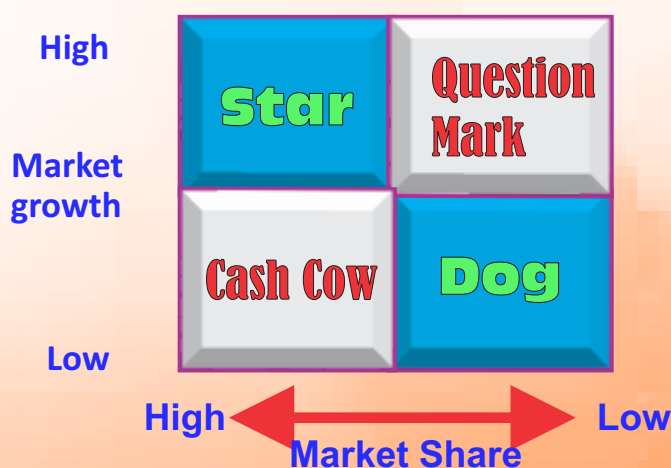 High
Star
Question
Mark
Market
growth
Cash Cow
Dog
Low
High
Low
Market Share